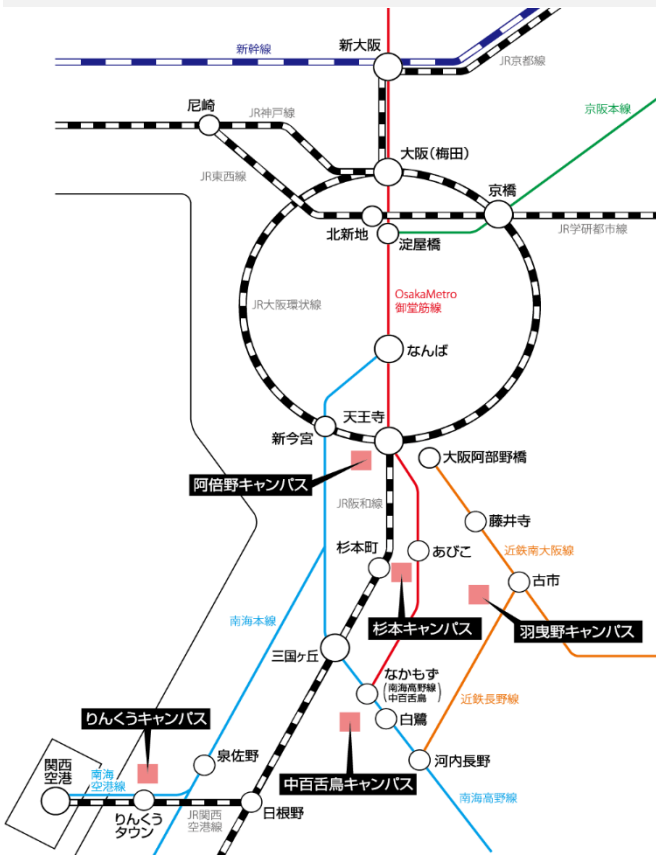 新幹線
新大阪
JR京都線
尼崎
JR神戸線
京阪本線
大阪(梅田)
JR東西線
京橋
北新地
淀屋橋
JR学研都市線
JR大阪環状線
OsakaMetro
御堂筋線
なんば
天王寺
新今宮
大阪阿部野橋
阿倍野キャンパス
JR阪和線
藤井寺
杉本町
あびこ
近鉄南大阪線
古市
南海本線
杉本キャンパス
羽曳野キャンパス
三国ヶ丘
なかもず
(南海高野線
中百舌鳥)
近鉄長野線
りんくうキャンパス
白鷺
泉佐野
河内長野
関西
空港
南海
空港線
中百舌鳥キャンパス
南海高野線
りんくう
タウン
JR関西
空港線
日根野